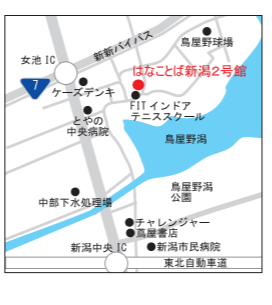 鳥屋野球場
新新バイパス
女池 IC
はなことば新潟2号館
7
ケーズデンキ
FIT インドア
テニススクール
とやの
中央病院
鳥屋野潟
鳥屋野潟
公園
中部下水処理場
チャレンジャー
蔦屋書店
新潟中央 IC
新潟市民病院
東北自動車道